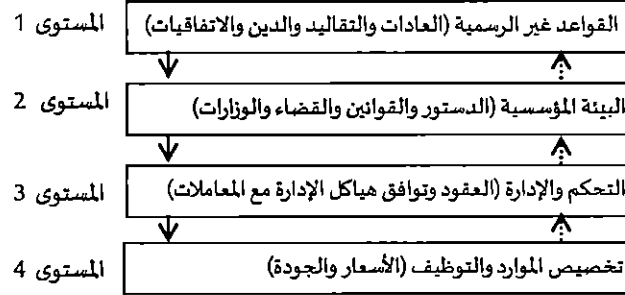 المستوى 1 القواعد غير الرسمية (العادات والتقاليد والدين والاتفاقيات)
المستوى 2 البيئة المؤسسية (الدستور والقوانين والقضاء والوزارات)
المستوى 3 التحكم والإدارة (العقود وتوافق هياكل الإدارة مع المعاملات)
المستوى 4 تخصيص الموارد والتوظيف (الأسعار والجودة)